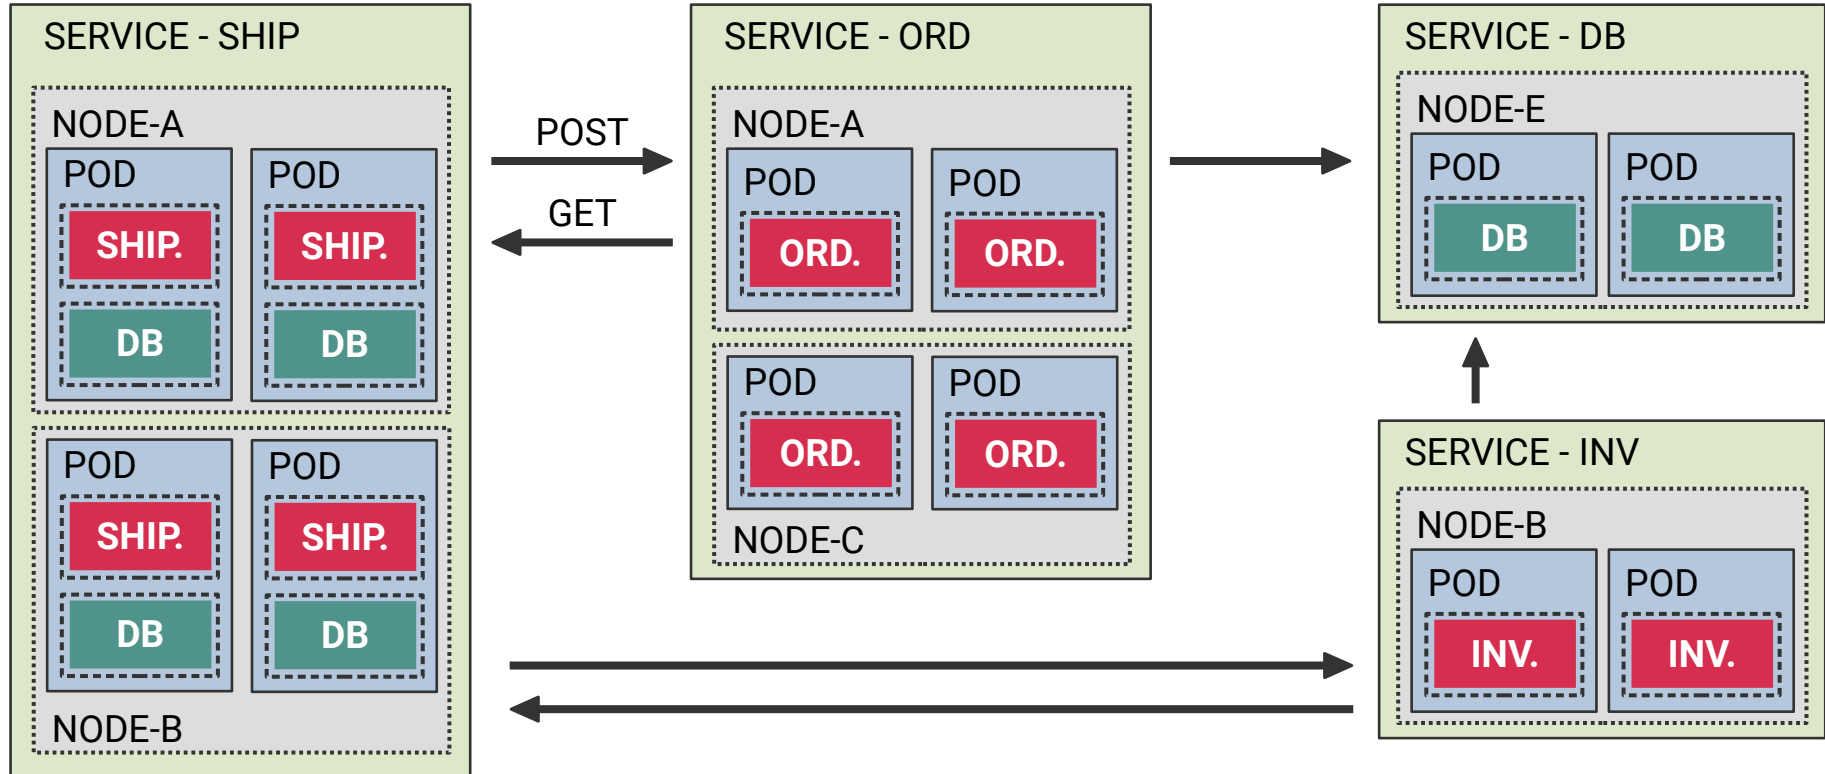 SERVICE - SHIP
NODE-A
POD
SHIP.
DB
POD
SHIP.
DB
POD
SHIP.
DB
POD
SHIP.
DB
NODE-B
POST
GET
SERVICE - ORD
NODE-A
POD
ORD.
POD
ORD.
POD
ORD.
POD
ORD.
NODE-C
SERVICE - DB
NODE-E
POD
DB
POD
DB
SERVICE - INV
NODE-B
POD
INV.
POD
INV.